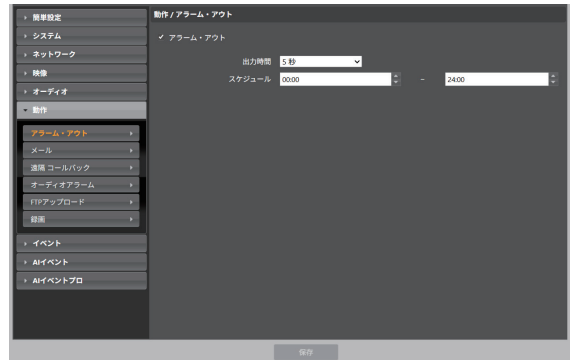 簡単設定
システム
ネットワーク
映像
オーディオ
動作
アラーム・アウト
メール
遠隔 コールバック
オーディオアラーム
FTPアップロード
録画
イベント
AIイベント
AIイベントプロ
動作 / アラーム・アウト
アラーム・アウト
出力時間 5 秒
スケジュール 00:00 ~ 24:00
保存